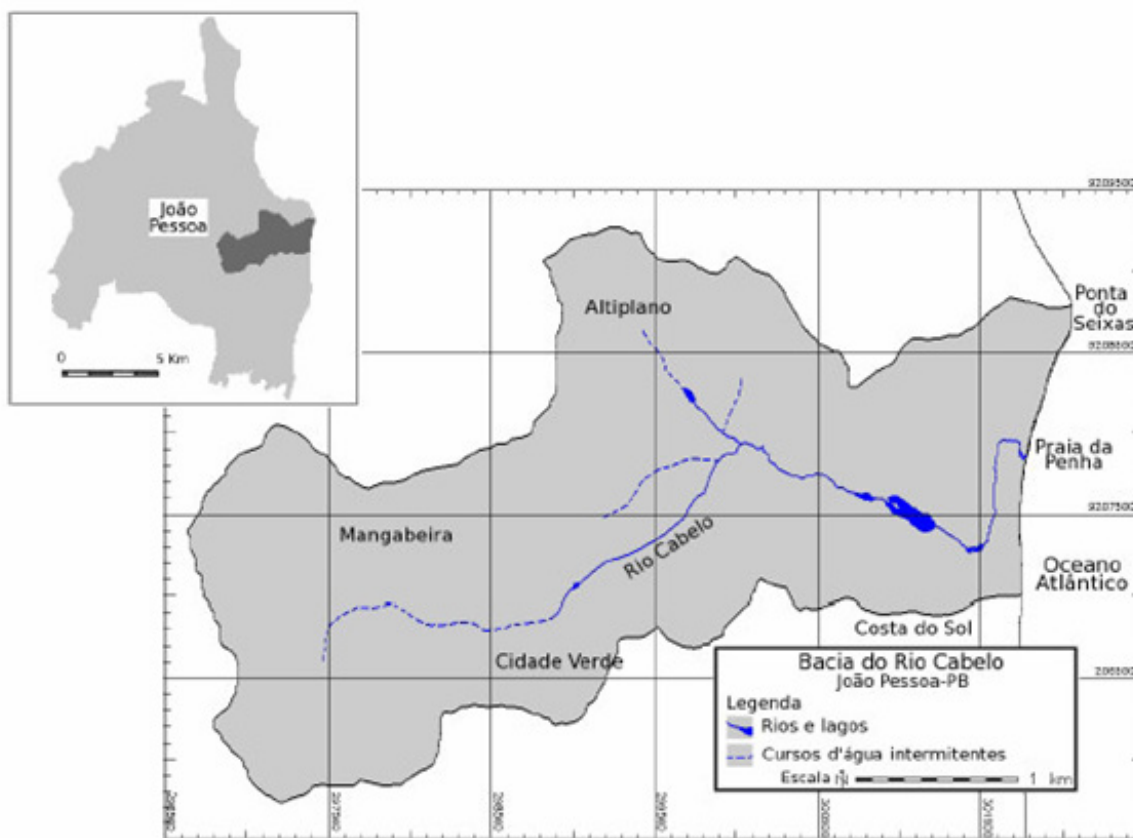 João
Pessoa
0 5 Km
9209500
Altiplano
Ponta
do
Seixas
Praia da
Penha
9207500
Mangabeira
Rio Cabelo
Oceano
Atlântico
Costa do Sol
Cidade Verde
Bacia do Rio Cabelo
João Pessoa-PB
Legenda
Rios e lagos
Cursos d'água intermitentes
Escala N 1 km